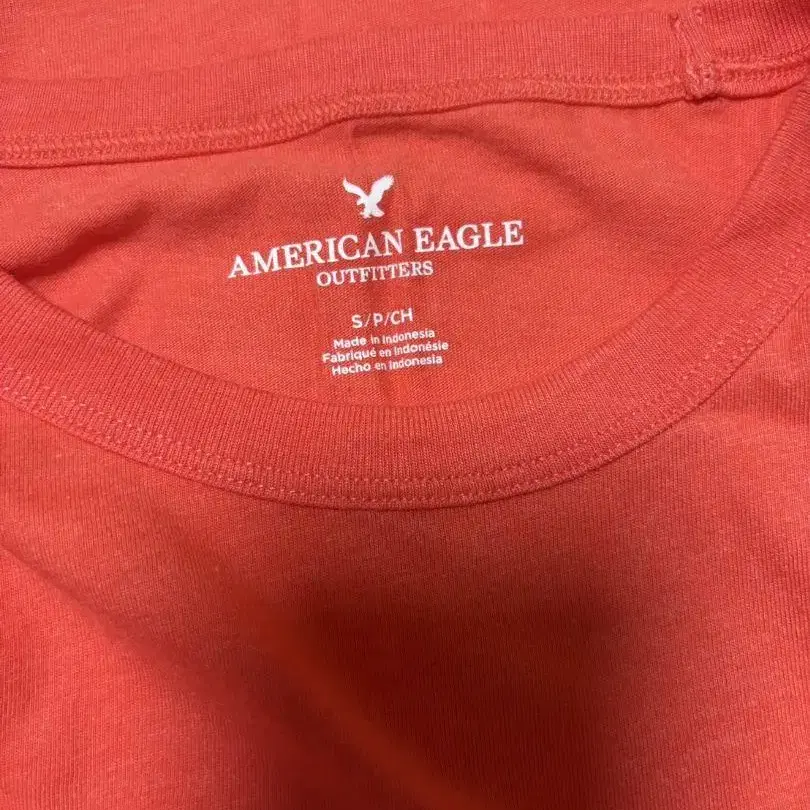 AMERICAN EAGLE
OUTFITTERS
S/P/CH
Made in Indonesia
Fabriqué en Indonésie
Hecho en Indonesia